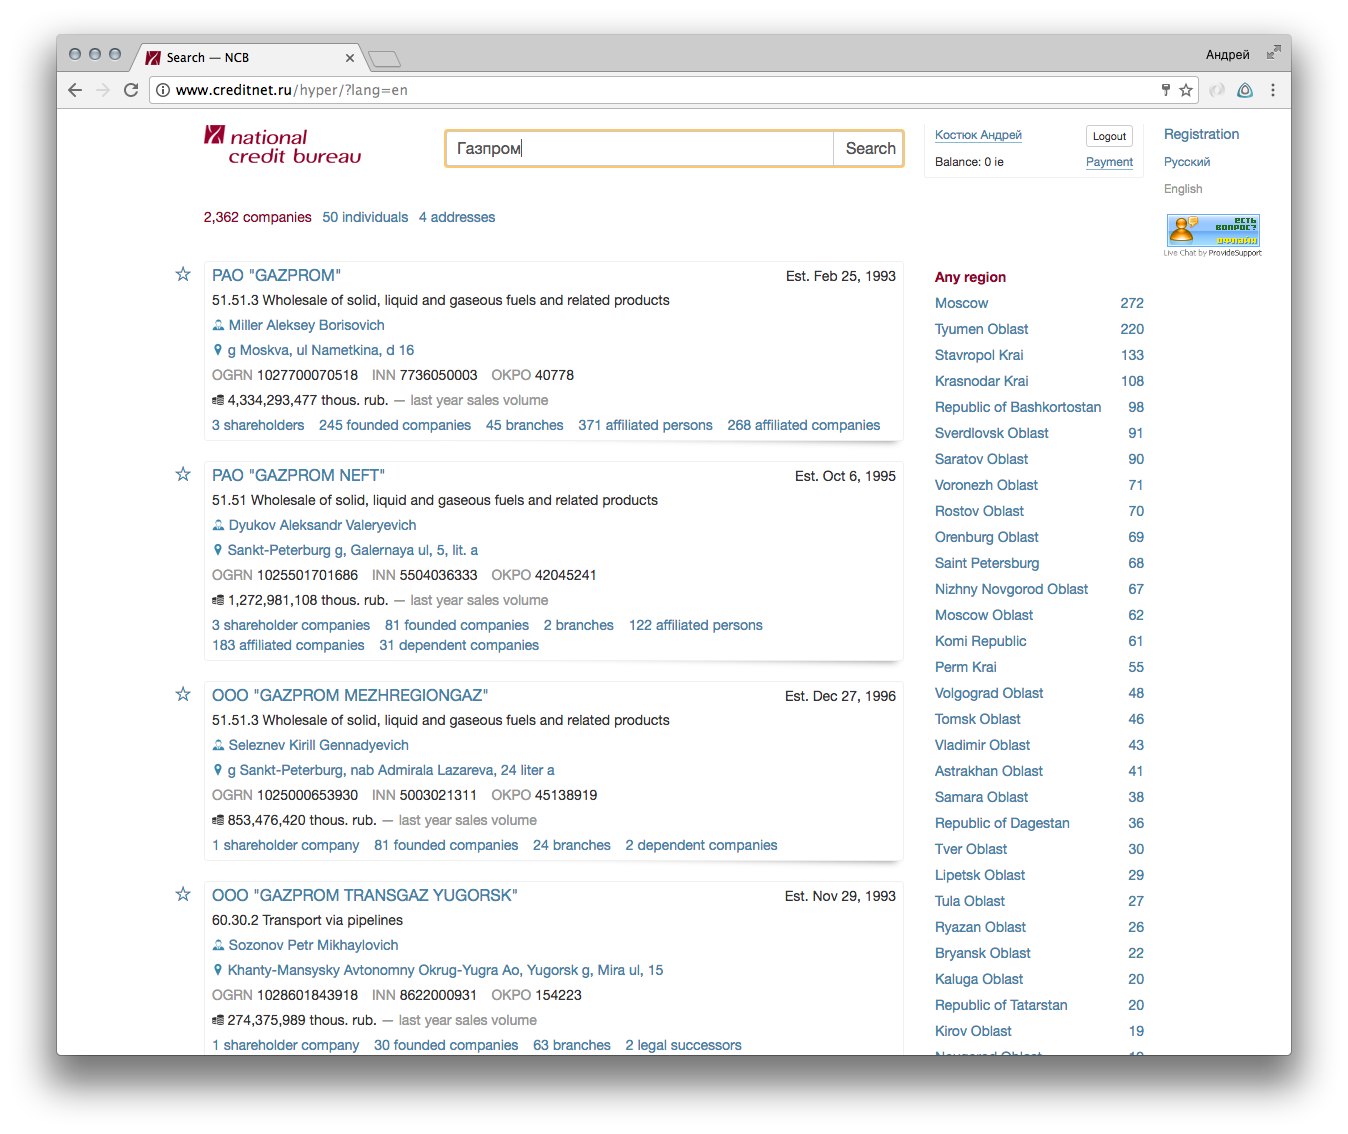 Search — NCB
Андрей
www.creditnet.ru/hyper/?lang=en
national
credit bureau
Газпром
Search
Костюк Андрей
Logout
Balance: 0 ie
Payment
Registration
Русский
English
2,362 companies 50 individuals 4 addresses
есть
вопрос?
Live Chat by ProvideSupport
PAO "GAZPROM"
Est. Feb 25, 1993
51.51.3 Wholesale of solid, liquid and gaseous fuels and related products
Miller Aleksey Borisovich
g Moskva, ul Nametkina, d 16
OGRN 1027700070518 INN 7736050003 OKPO 40778
4,334,293,477 thous. rub. — last year sales volume
3 shareholders 245 founded companies 45 branches 371 affiliated persons 268 affiliated companies
PAO "GAZPROM NEFT"
Est. Oct 6, 1995
51.51 Wholesale of solid, liquid and gaseous fuels and related products
Dyukov Aleksandr Valeryevich
Sankt-Peterburg g, Galernaya ul, 5, lit. a
OGRN 1025501701686 INN 5504036333 OKPO 42045241
1,272,981,108 thous. rub. — last year sales volume
3 shareholder companies 81 founded companies 2 branches 122 affiliated persons
183 affiliated companies 31 dependent companies
OOO "GAZPROM MEZHREGIONGAZ"
Est. Dec 27, 1996
51.51.3 Wholesale of solid, liquid and gaseous fuels and related products
Seleznev Kirill Gennadyevich
g Sankt-Peterburg, nab Admirala Lazareva, 24 liter a
OGRN 1025000653930 INN 5003021311 OKPO 45138919
853,476,420 thous. rub. — last year sales volume
1 shareholder company 81 founded companies 24 branches 2 dependent companies
OOO "GAZPROM TRANSGAZ YUGORSK"
Est. Nov 29, 1993
60.30.2 Transport via pipelines
Sozonov Petr Mikhaylovich
Khanty-Mansysky Avtonomny Okrug-Yugra Ao, Yugorsk g, Mira ul, 15
OGRN 1028601843918 INN 8622000931 OKPO 154223
274,375,989 thous. rub. — last year sales volume
1 shareholder company 30 founded companies 63 branches 2 legal successors
Any region
Moscow 272
Tyumen Oblast 220
Stavropol Krai 133
Krasnodar Krai 108
Republic of Bashkortostan 98
Sverdlovsk Oblast 91
Saratov Oblast 90
Voronezh Oblast 71
Rostov Oblast 70
Orenburg Oblast 69
Saint Petersburg 68
Nizhny Novgorod Oblast 67
Moscow Oblast 62
Komi Republic 61
Perm Krai 55
Volgograd Oblast 48
Tomsk Oblast 46
Vladimir Oblast 43
Astrakhan Oblast 41
Samara Oblast 38
Republic of Dagestan 36
Tver Oblast 30
Lipetsk Oblast 29
Tula Oblast 27
Ryazan Oblast 26
Bryansk Oblast 22
Kaluga Oblast 20
Republic of Tatarstan 20
Kirov Oblast 19